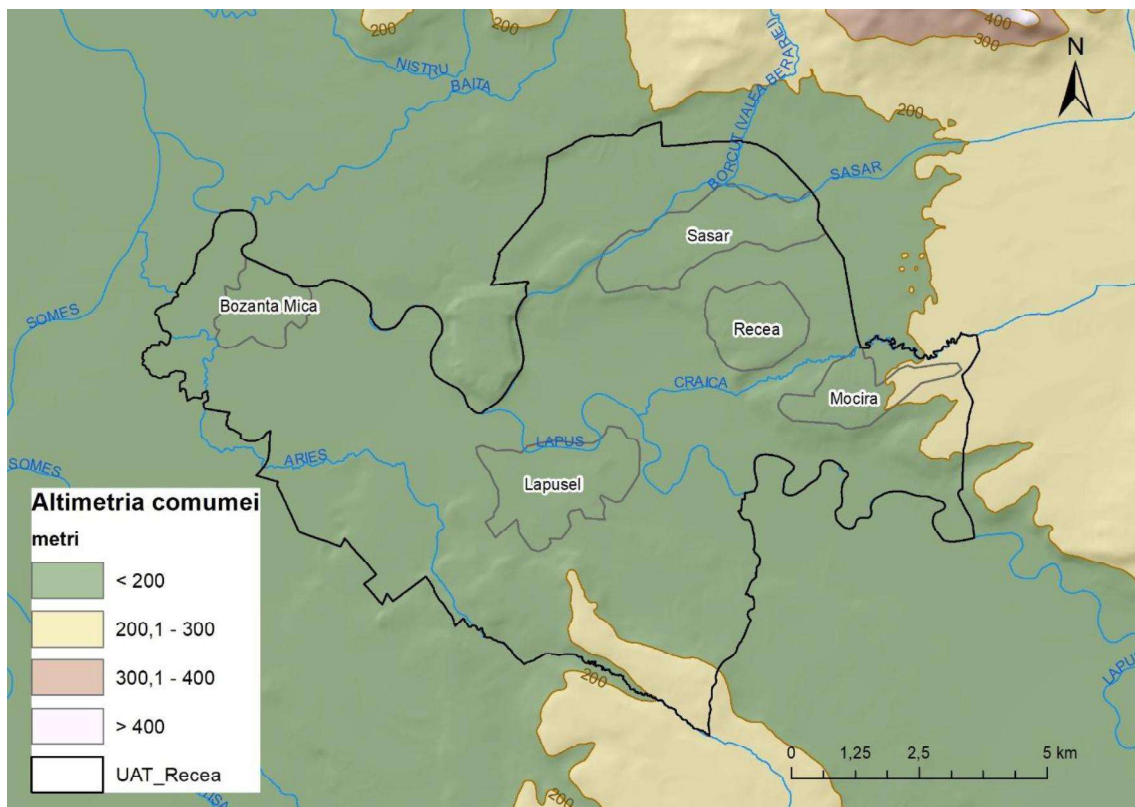 200
200
400
300
N
NISTRU
BAITA
200
BORCUT (VALEA BERARIEI)
SASAR
Sasar
Bozanta Mica
SOMES
Recea
CRAICA
Mocira
LAPUS
ARIES
SOMES
Lapusel
Altimetria comumei
metri
< 200
200,1 - 300
300,1 - 400
> 400
UAT_Recea
200
LAPUS
0 1,25 2,5 5 km
200